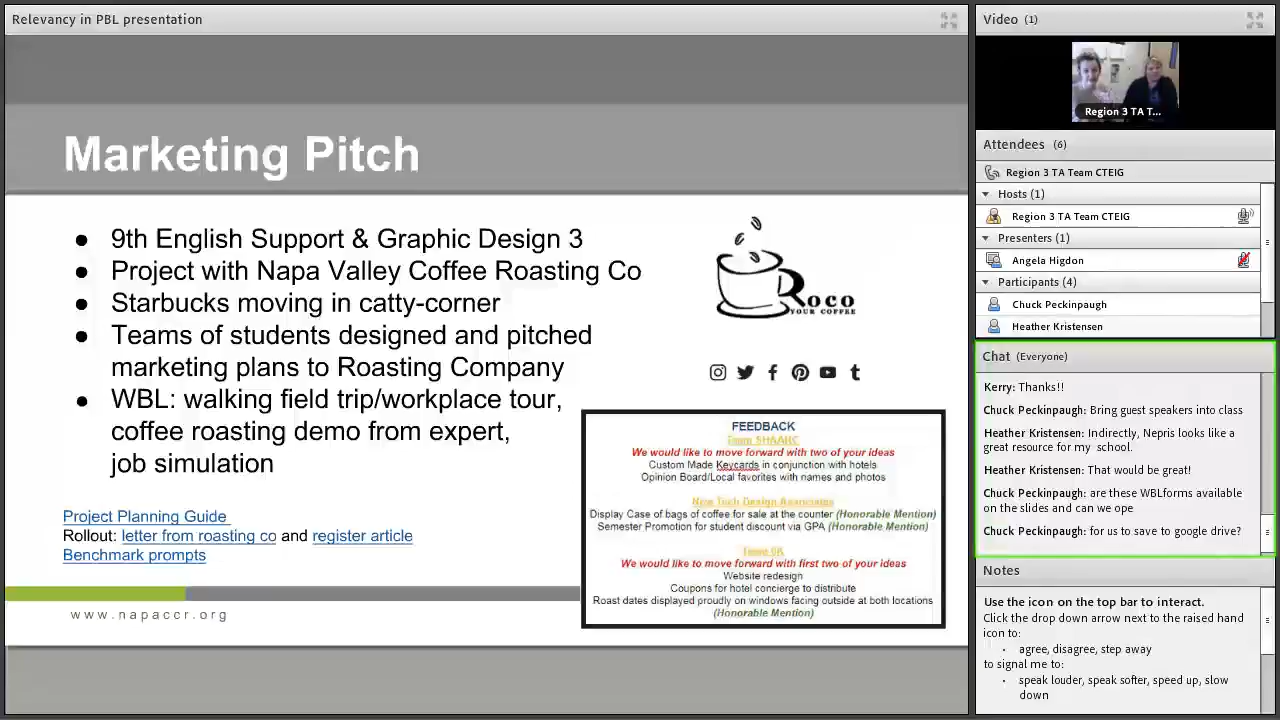 Relevancy in PBL presentation
Marketing Pitch
● 9th English Support & Graphic Design 3
● Project with Napa Valley Coffee Roasting Co
● Starbucks moving in catty-corner
● Teams of students designed and pitched
marketing plans to Roasting Company
● WBL: walking field trip/workplace tour,
coffee roasting demo from expert,
job simulation
Project Planning Guide
Rollout: letter from roasting co and register article
Benchmark prompts
www.napaccr.org
Roco
YOUR COFFEE
FEEDBACK
Team SHAARC
We would like to move forward with two of your ideas
Custom Made Keycards in conjunction with hotels
Opinion Board/Local favorites with names and photos
New Tech Design Associates
Display Case of bags of coffee for sale at the counter (Honorable Mention)
Semester Promotion for student discount via GPA (Honorable Mention)
We would like to move forward with first two of your ideas
Website redesign
Coupons for hotel concierge to distribute
Roast dates displayed proudly on windows facing outside at both locations
(Honorable Mention)
Video (1)
Region 3 TA T...
Attendees (6)
Region 3 TA Team CTEIG
Hosts (1)
Region 3 TA Team CTEIG
Presenters (1)
Angela Higdon
Participants (4)
Chuck Peckinpaugh
Heather Kristensen
Chat (Everyone)
Kerry: Thanks!!
Chuck Peckinpaugh: Bring guest speakers into class
Heather Kristensen: Indirectly, Nepris looks like a
great resource for my school.
Heather Kristensen: That would be great!
Chuck Peckinpaugh: are these WBLforms available
on the slides and can we ope
Chuck Peckinpaugh: for us to save to google drive?
Notes
Use the icon on the top bar to interact.
Click the drop down arrow next to the raised hand
icon to:
• agree, disagree, step away
to signal me to:
• speak louder, speak softer, speed up, slow
down